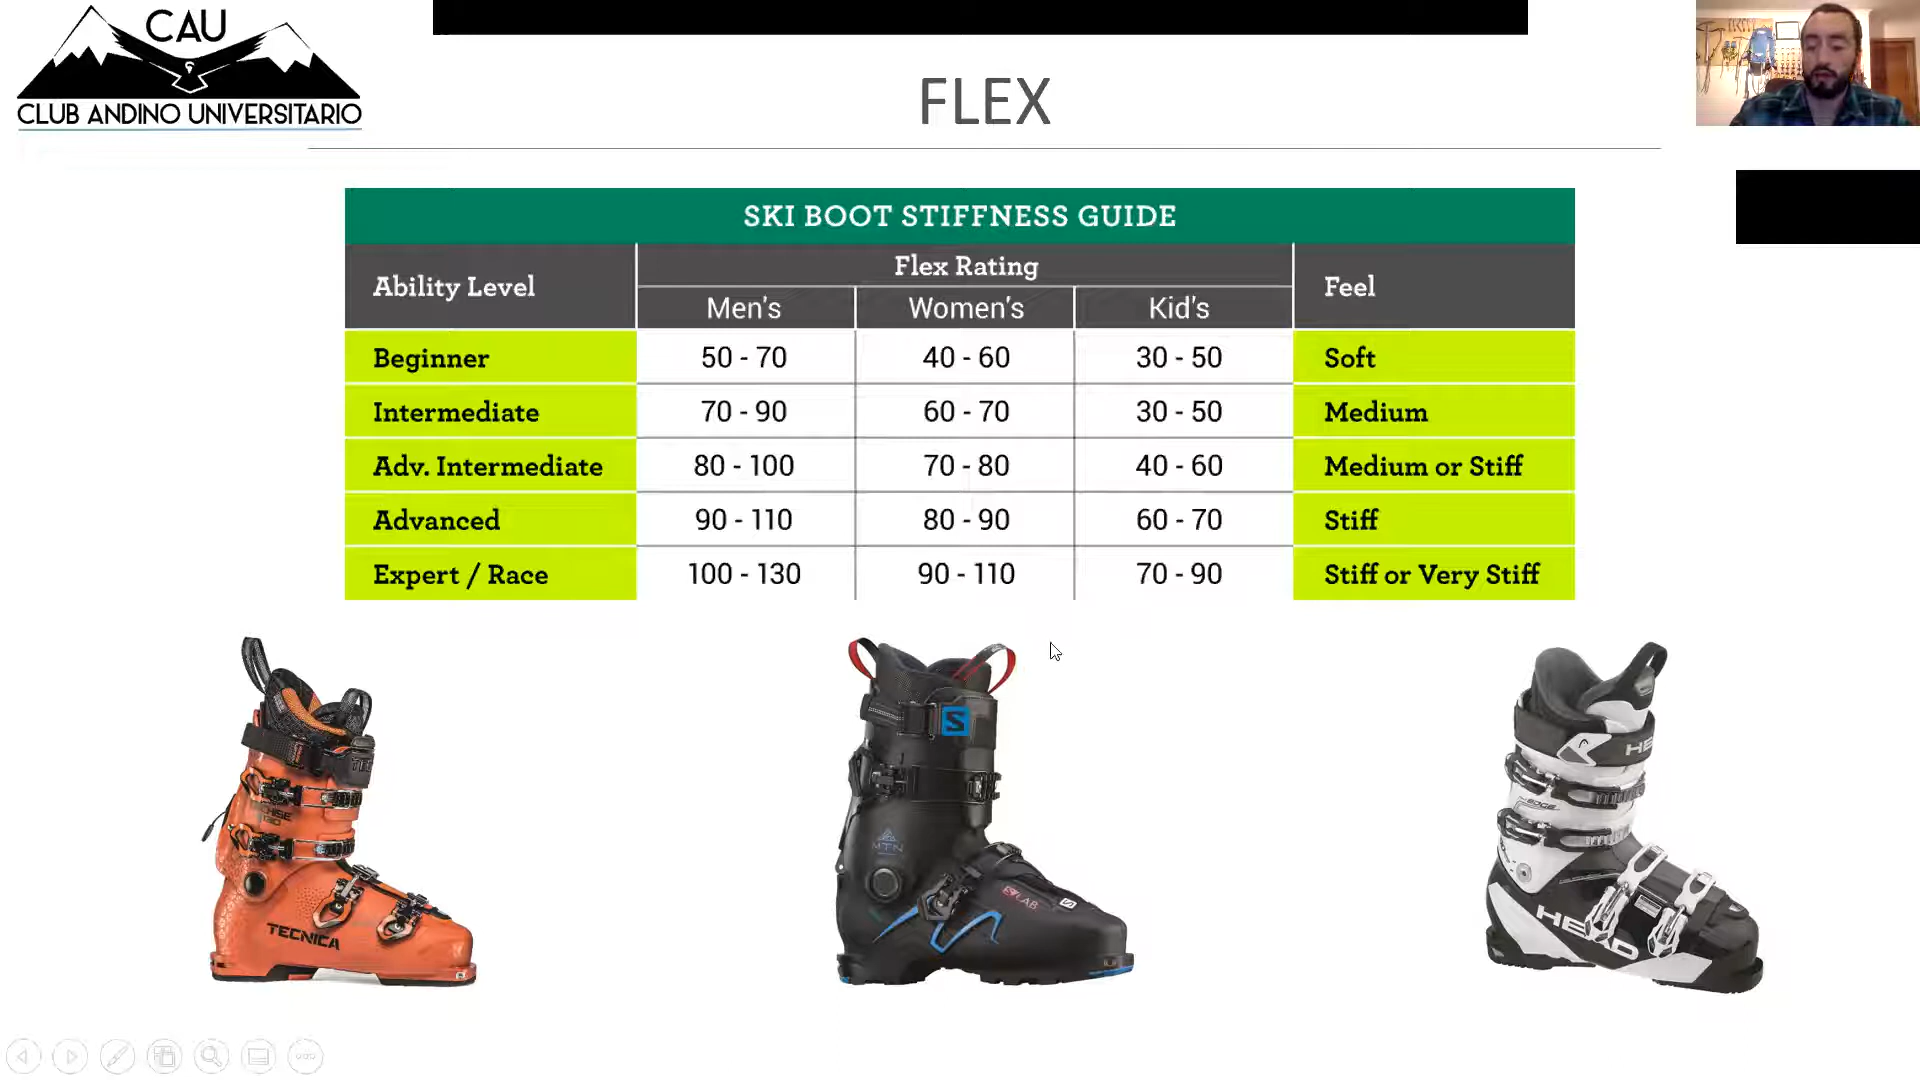 CAU
CLUB ANDINO UNIVERSITARIO
FLEX
SKI BOOT STIFFNESS GUIDE
Ability Level
Flex Rating
Feel
Men's
Women's
Kid's
Beginner
50 - 70
40 - 60
30 - 50
Soft
Intermediate
70 - 90
60 - 70
30 - 50
Medium
Adv. Intermediate
80 - 100
70 - 80
40 - 60
Medium or Stiff
Advanced
90 - 110
80 - 90
60 - 70
Stiff
Expert / Race
100 - 130
90 - 110
70 - 90
Stiff or Very Stiff
TECNICA
S
MTN
LAB
HEAD
EDGE